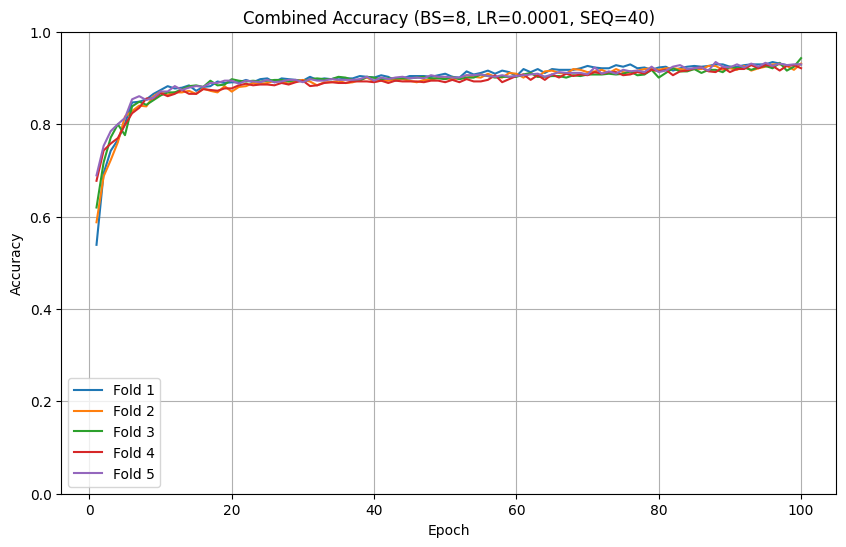 Combined Accuracy (BS=8, LR=0.0001, SEQ=40)
1.0
0.8
0.6
0.4
0.2
0.0
Accuracy
Fold 1
Fold 2
Fold 3
Fold 4
Fold 5
0 20 40 60 80 100
Epoch